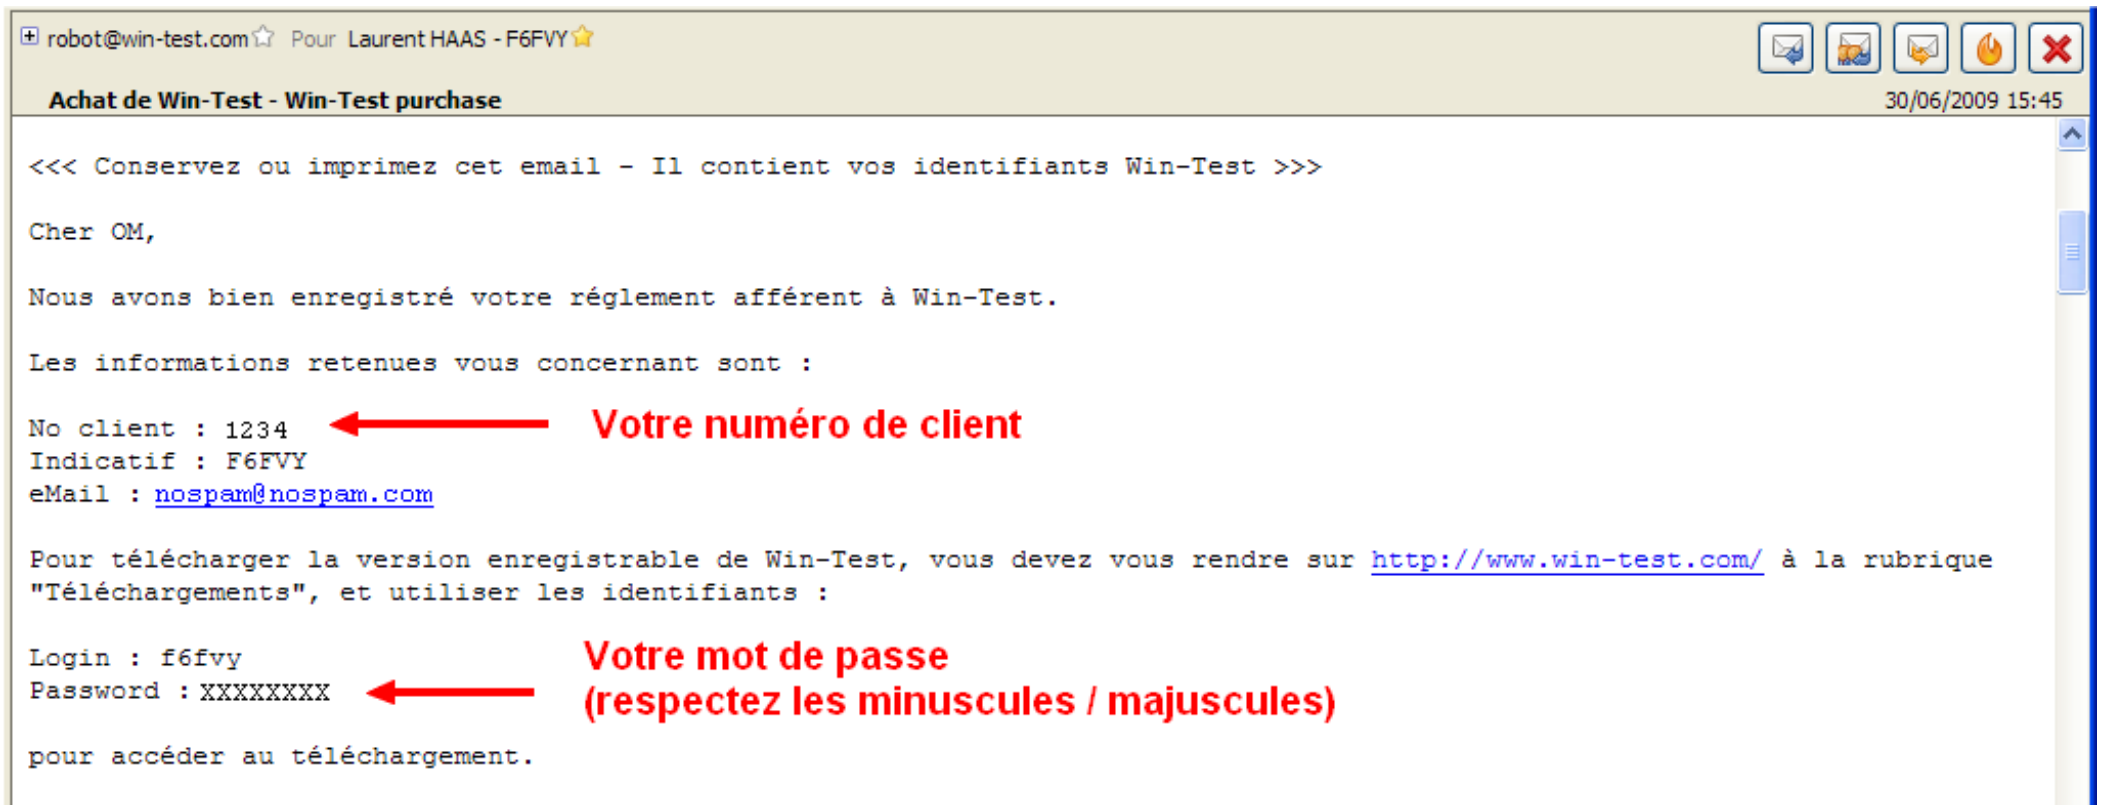 robot@win-test.com Pour Laurent HAAS - F6FVY
Achat de Win-Test - Win-Test purchase
30/06/2009 15:45
<<< Conservez ou imprimez cet email - Il contient vos identifiants Win-Test >>>
Cher OM,
Nous avons bien enregistré votre réglement afférent à Win-Test.
Les informations retenues vous concernant sont :
No client : 1234
Votre numéro de client
Indicatif : F6FVY
eMail : nospam@nospam.com
Pour télécharger la version enregistrable de Win-Test, vous devez vous rendre sur http://www.win-test.com/ à la rubrique
"Téléchargements", et utiliser les identifiants :
Login : f6fvy
Votre mot de passe
Password : XXXXXXXX
(respectez les minuscules / majuscules)
pour accéder au téléchargement.